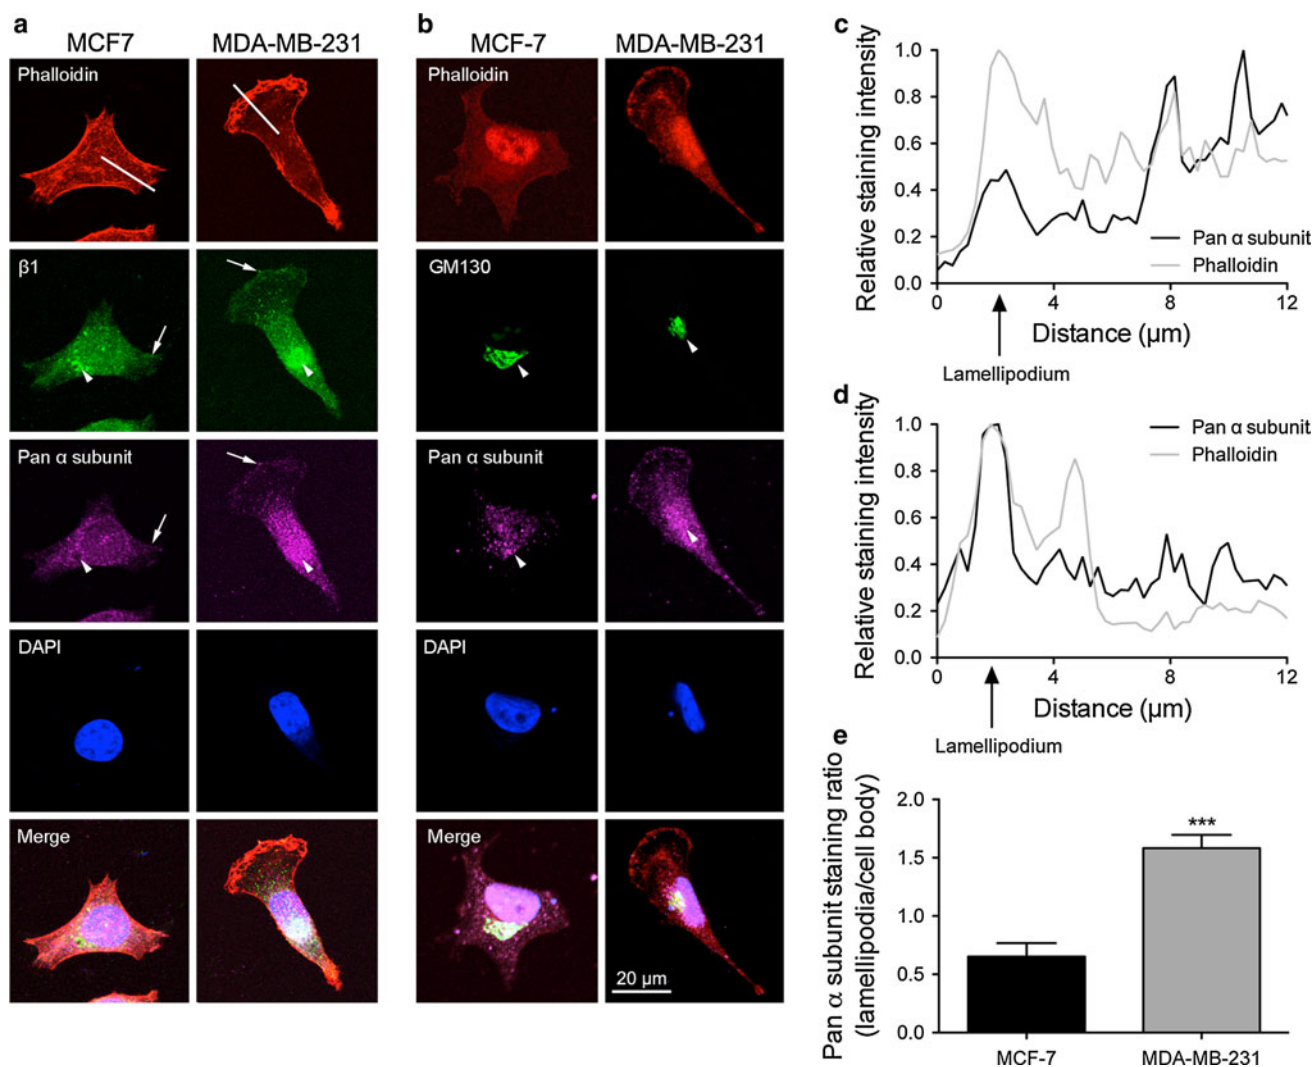 a
MCF7
MDA-MB-231
Phalloidin
β1
Pan α subunit
DAPI
Merge
b
MCF-7
MDA-MB-231
Phalloidin
GM130
Pan α subunit
DAPI
Merge
20 µm
c
Relative staining intensity
1.0
0.8
0.6
0.4
0.2
0.0
Pan α subunit
Phalloidin
0
4
8
12
Distance (µm)
Lamellipodium
d
Relative staining intensity
1.0
0.8
0.6
0.4
0.2
0.0
Pan α subunit
Phalloidin
0
4
8
12
Distance (µm)
Lamellipodium
e
Pan α subunit staining ratio
(lamellipodia/cell body)
2.0
1.5
1.0
0.5
0.0
***
MCF-7
MDA-MB-231